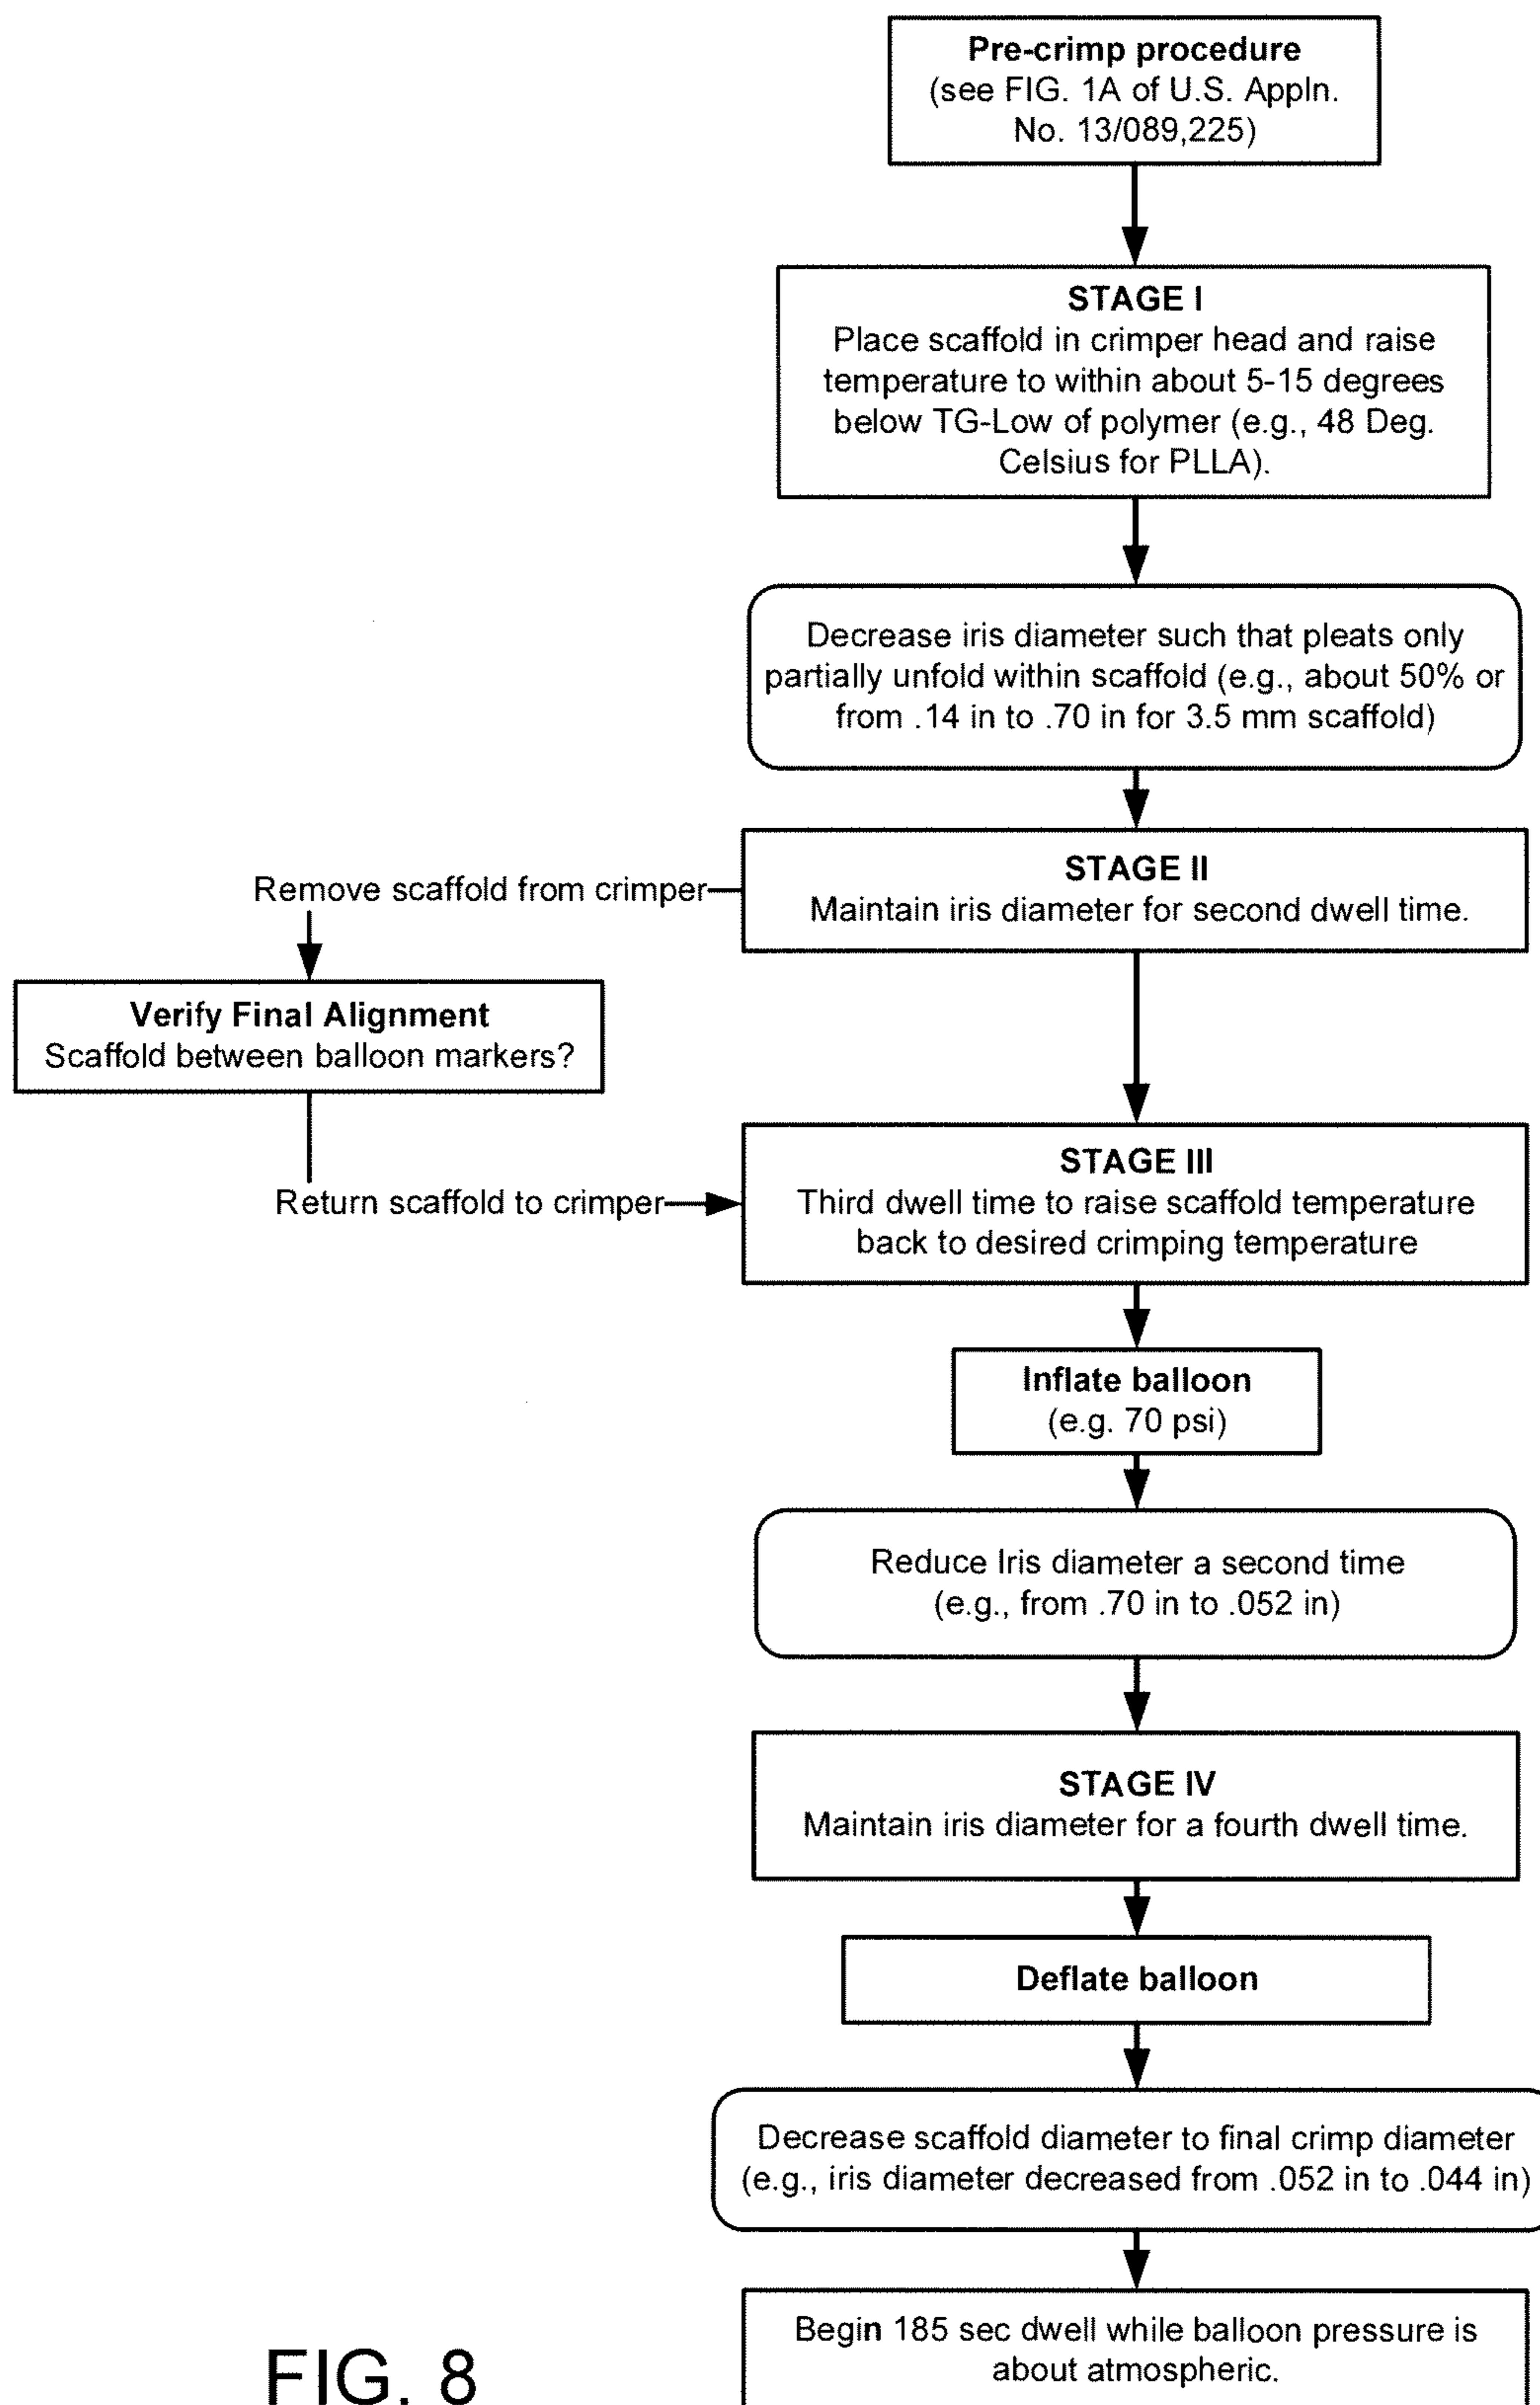 Pre-crimp procedure
(see FIG. 1A of U.S. Appln.
No. 13/089,225)
STAGE I
Place scaffold in crimper head and raise
temperature to within about 5-15 degrees
below TG-Low of polymer (e.g., 48 Deg.
Celsius for PLLA).
Decrease iris diameter such that pleats only
partially unfold within scaffold (e.g., about 50% or
from .14 in to .70 in for 3.5 mm scaffold)
STAGE II
Maintain iris diameter for second dwell time.
Remove scaffold from crimper
Verify Final Alignment
Scaffold between balloon markers?
Return scaffold to crimper
STAGE III
Third dwell time to raise scaffold temperature
back to desired crimping temperature
Inflate balloon
(e.g. 70 psi)
Reduce Iris diameter a second time
(e.g., from .70 in to .052 in)
STAGE IV
Maintain iris diameter for a fourth dwell time.
Deflate balloon
Decrease scaffold diameter to final crimp diameter
(e.g., iris diameter decreased from .052 in to .044 in)
Begin 185 sec dwell while balloon pressure is
about atmospheric.
FIG. 8